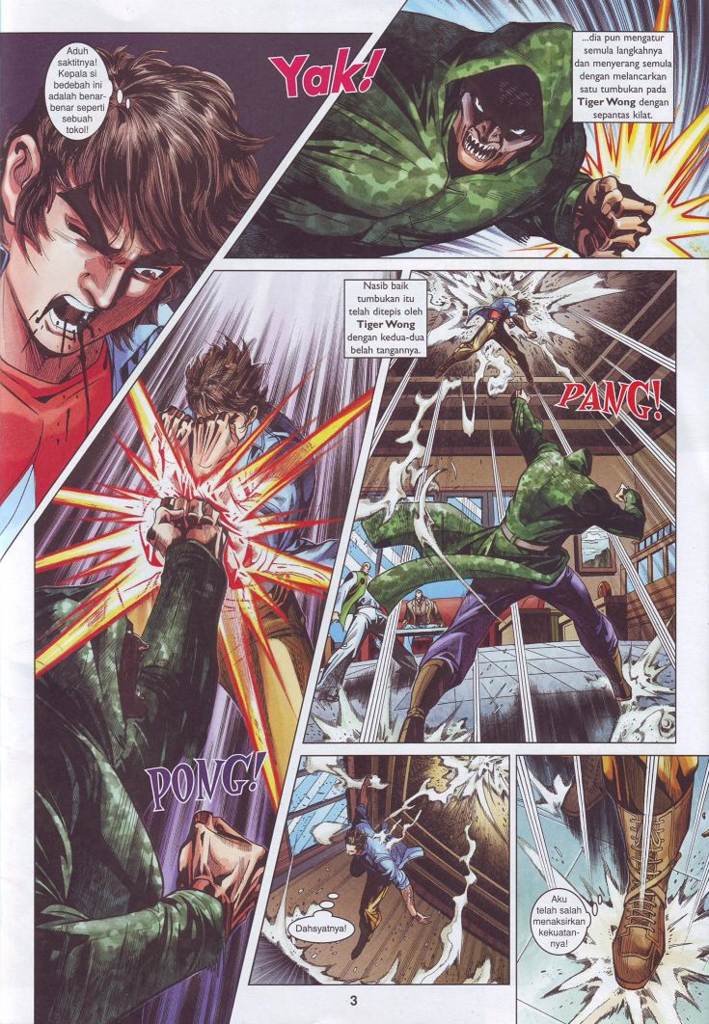 Aduh
saktitnya!
Kepala si
bedebah ini
adalah benar-
benar seperti
sebuah
tokol!
Yak!
...dia pun mengatur
semula langkahnya
dan menyerang semula
dengan melancarkan
satu tumbukan pada
Tiger Wong dengan
sepantas kilat.
Nasib baik
tumbukan itu
telah ditepis oleh
Tiger Wong
dengan kedua-dua
belah tangannya.
PANG!
PONG!
Dahsyatnya!
Aku
telah salah
menaksirkan
kekuatan-
nya!
3